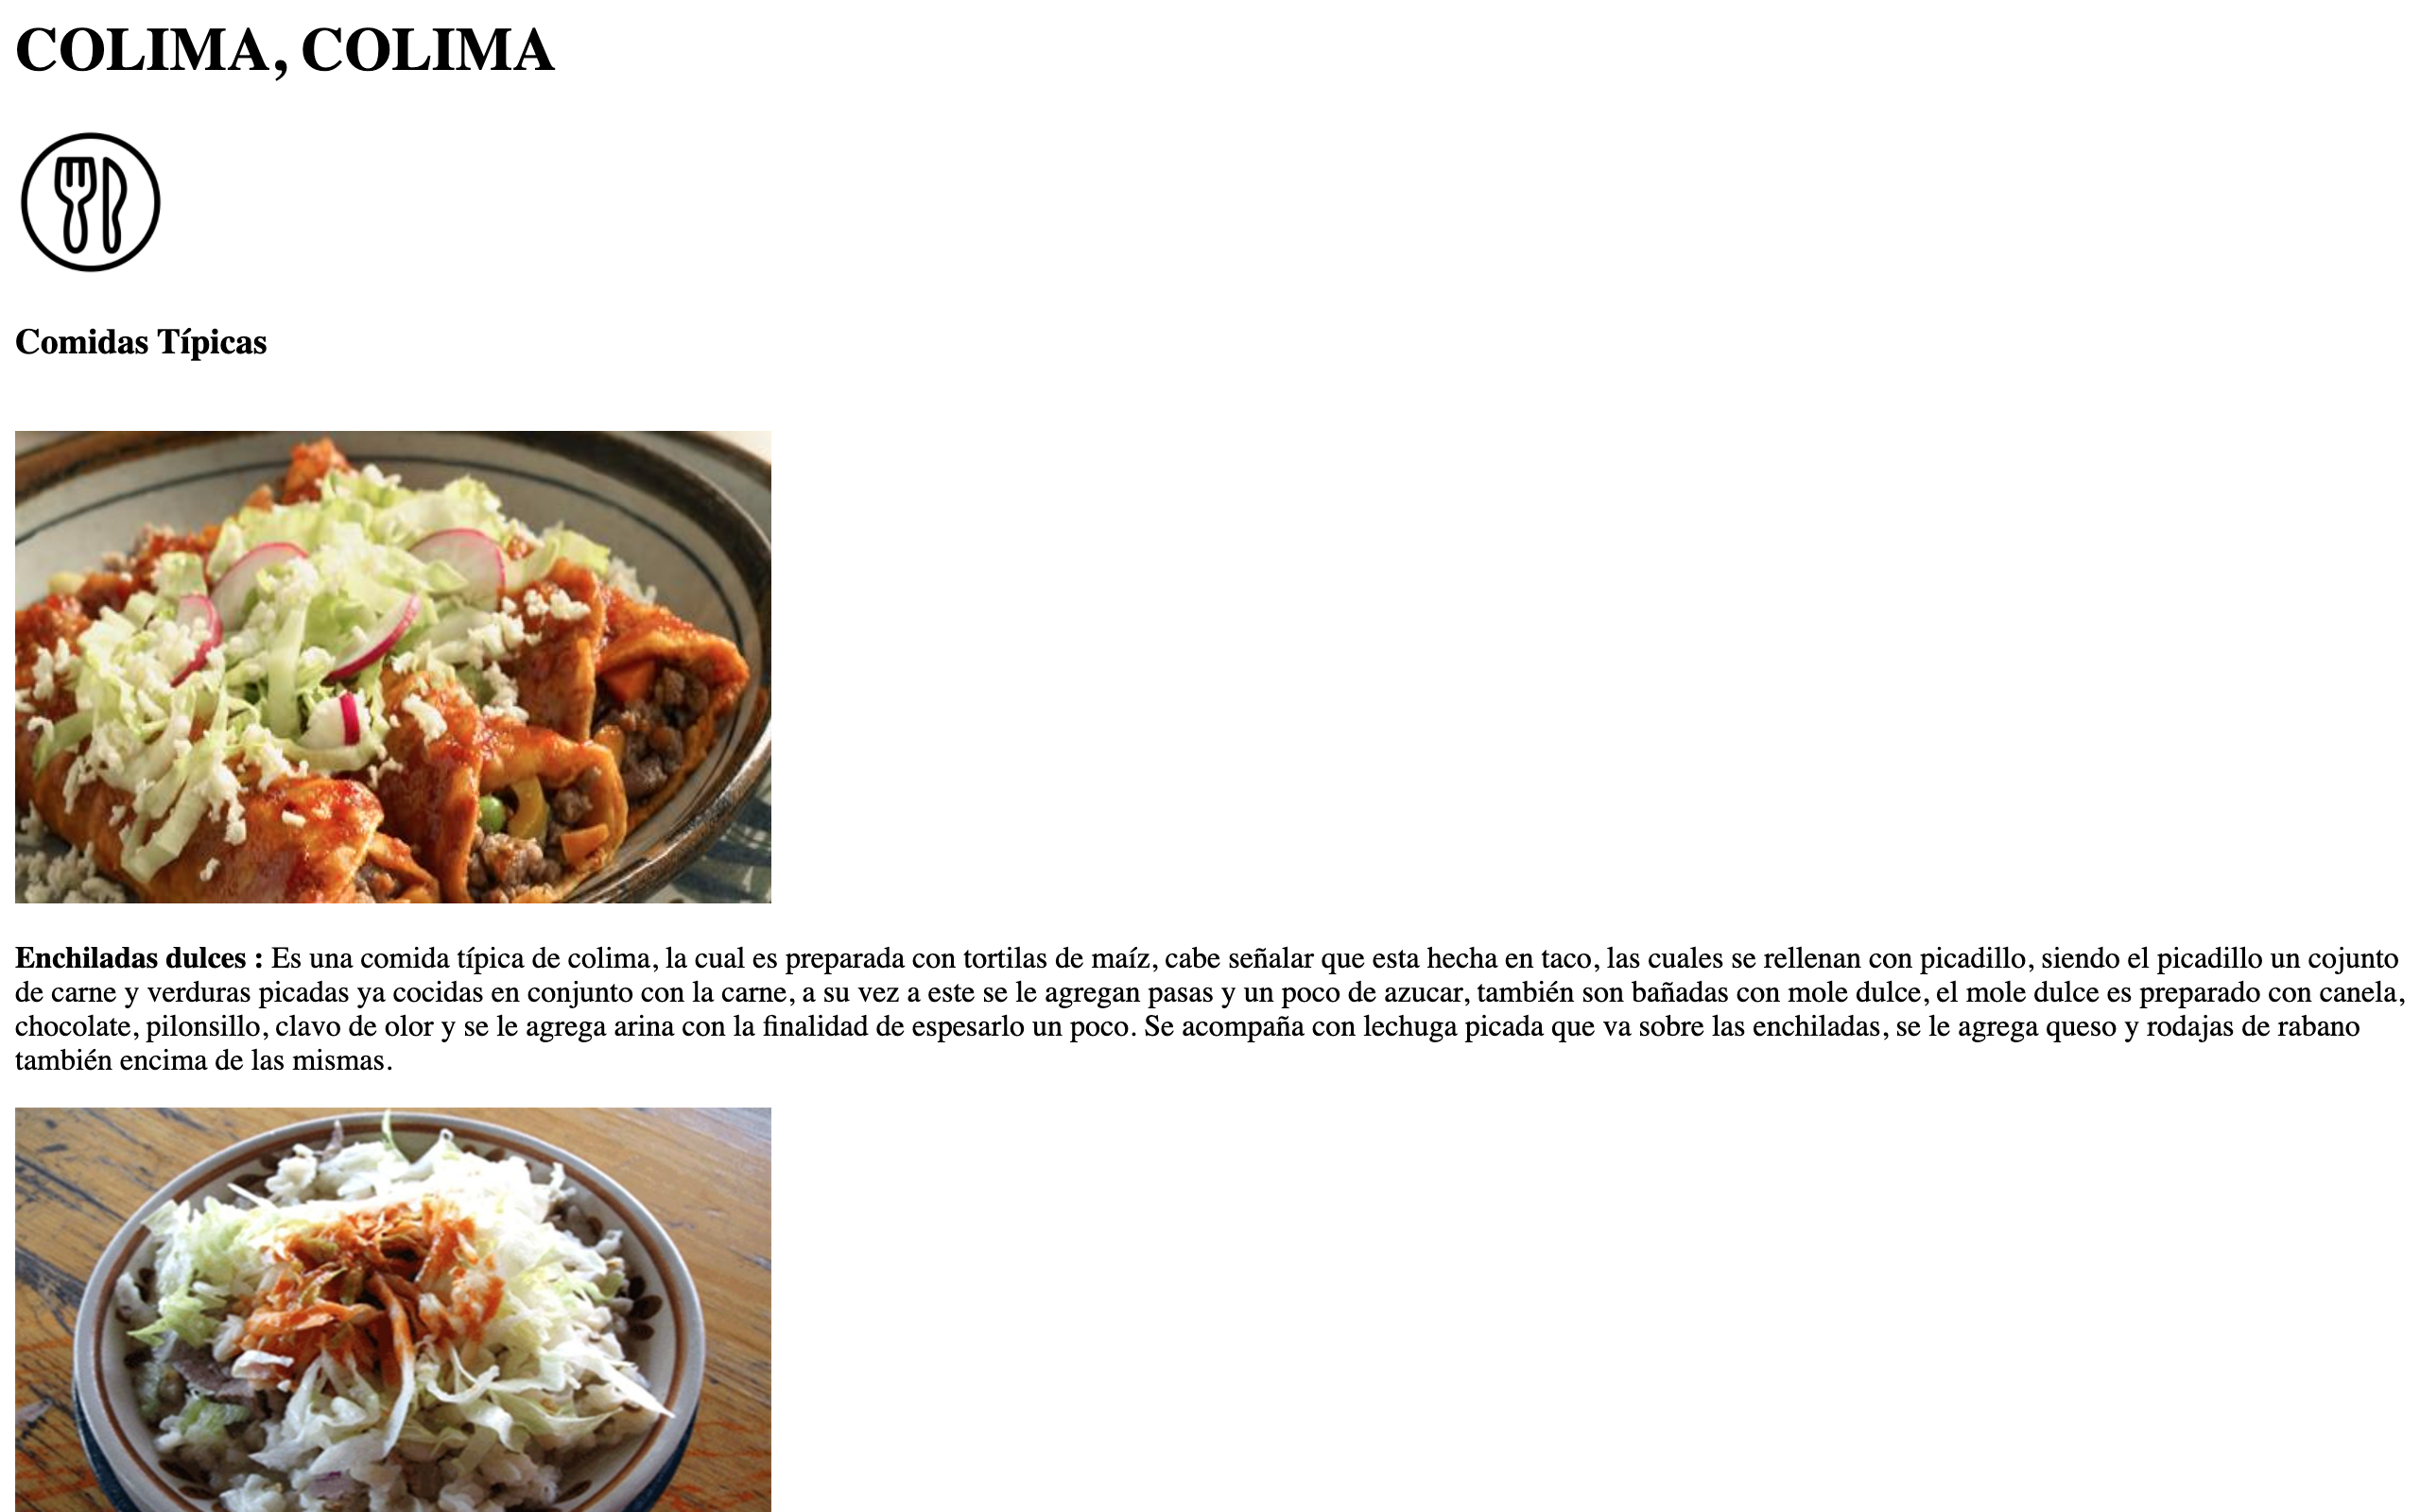 COLIMA, COLIMA
Comidas Típicas
Enchiladas dulces : Es una comida típica de colima, la cual es preparada con tortilas de maíz, cabe señalar que esta hecha en taco, las cuales se rellenan con picadillo, siendo el picadillo un cojunto
de carne y verduras picadas ya cocidas en conjunto con la carne, a su vez a este se le agregan pasas y un poco de azucar, también son bañadas con mole dulce, el mole dulce es preparado con canela,
chocolate, pilonsillo, clavo de olor y se le agrega arina con la finalidad de espesarlo un poco. Se acompaña con lechuga picada que va sobre las enchiladas, se le agrega queso y rodajas de rabano
también encima de las mismas.